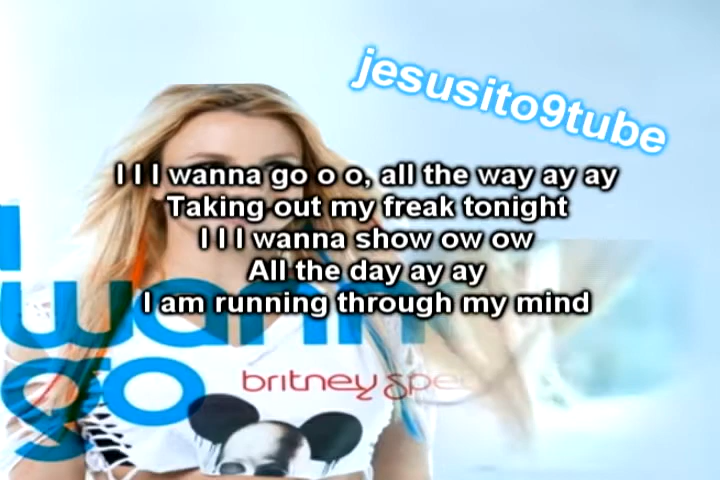 jesusito9tube
I I I wanna go o o, all the way ay ay
Taking out my freak tonight
I I I wanna show ow ow
All the day ay ay
I am running through my mind
I
wann
go
britney spe